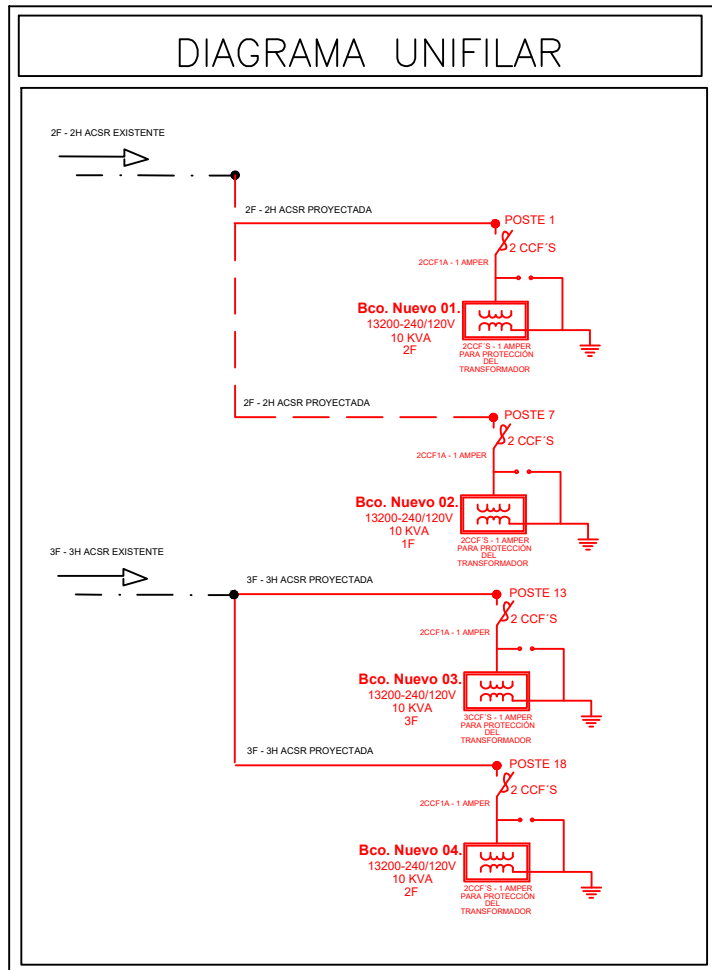 DIAGRAMA UNIFILAR
2F - 2H ACSR EXISTENTE
2F - 2H ACSR PROYECTADA
POSTE 1
2 CCF´S
2CCF1A - 1 AMPER
Bco. Nuevo 01.
13200-240/120V
10 KVA
2F
2CCF´S - 1 AMPER
PARA PROTECCIÓN
DEL
TRANSFORMADOR
2F - 2H ACSR PROYECTADA
POSTE 7
2 CCF´S
2CCF1A - 1 AMPER
Bco. Nuevo 02.
13200-240/120V
10 KVA
1F
2CCF´S - 1 AMPER
PARA PROTECCIÓN
DEL
TRANSFORMADOR
3F - 3H ACSR EXISTENTE
3F - 3H ACSR PROYECTADA
POSTE 13
2 CCF´S
2CCF1A - 1 AMPER
Bco. Nuevo 03.
13200-240/120V
10 KVA
3F
3CCF´S - 1 AMPER
PARA PROTECCIÓN
DEL
TRANSFORMADOR
3F - 3H ACSR PROYECTADA
POSTE 18
2 CCF´S
2CCF1A - 1 AMPER
Bco. Nuevo 04.
13200-240/120V
10 KVA
2F
2CCF´S - 1 AMPER
PARA PROTECCIÓN
DEL
TRANSFORMADOR